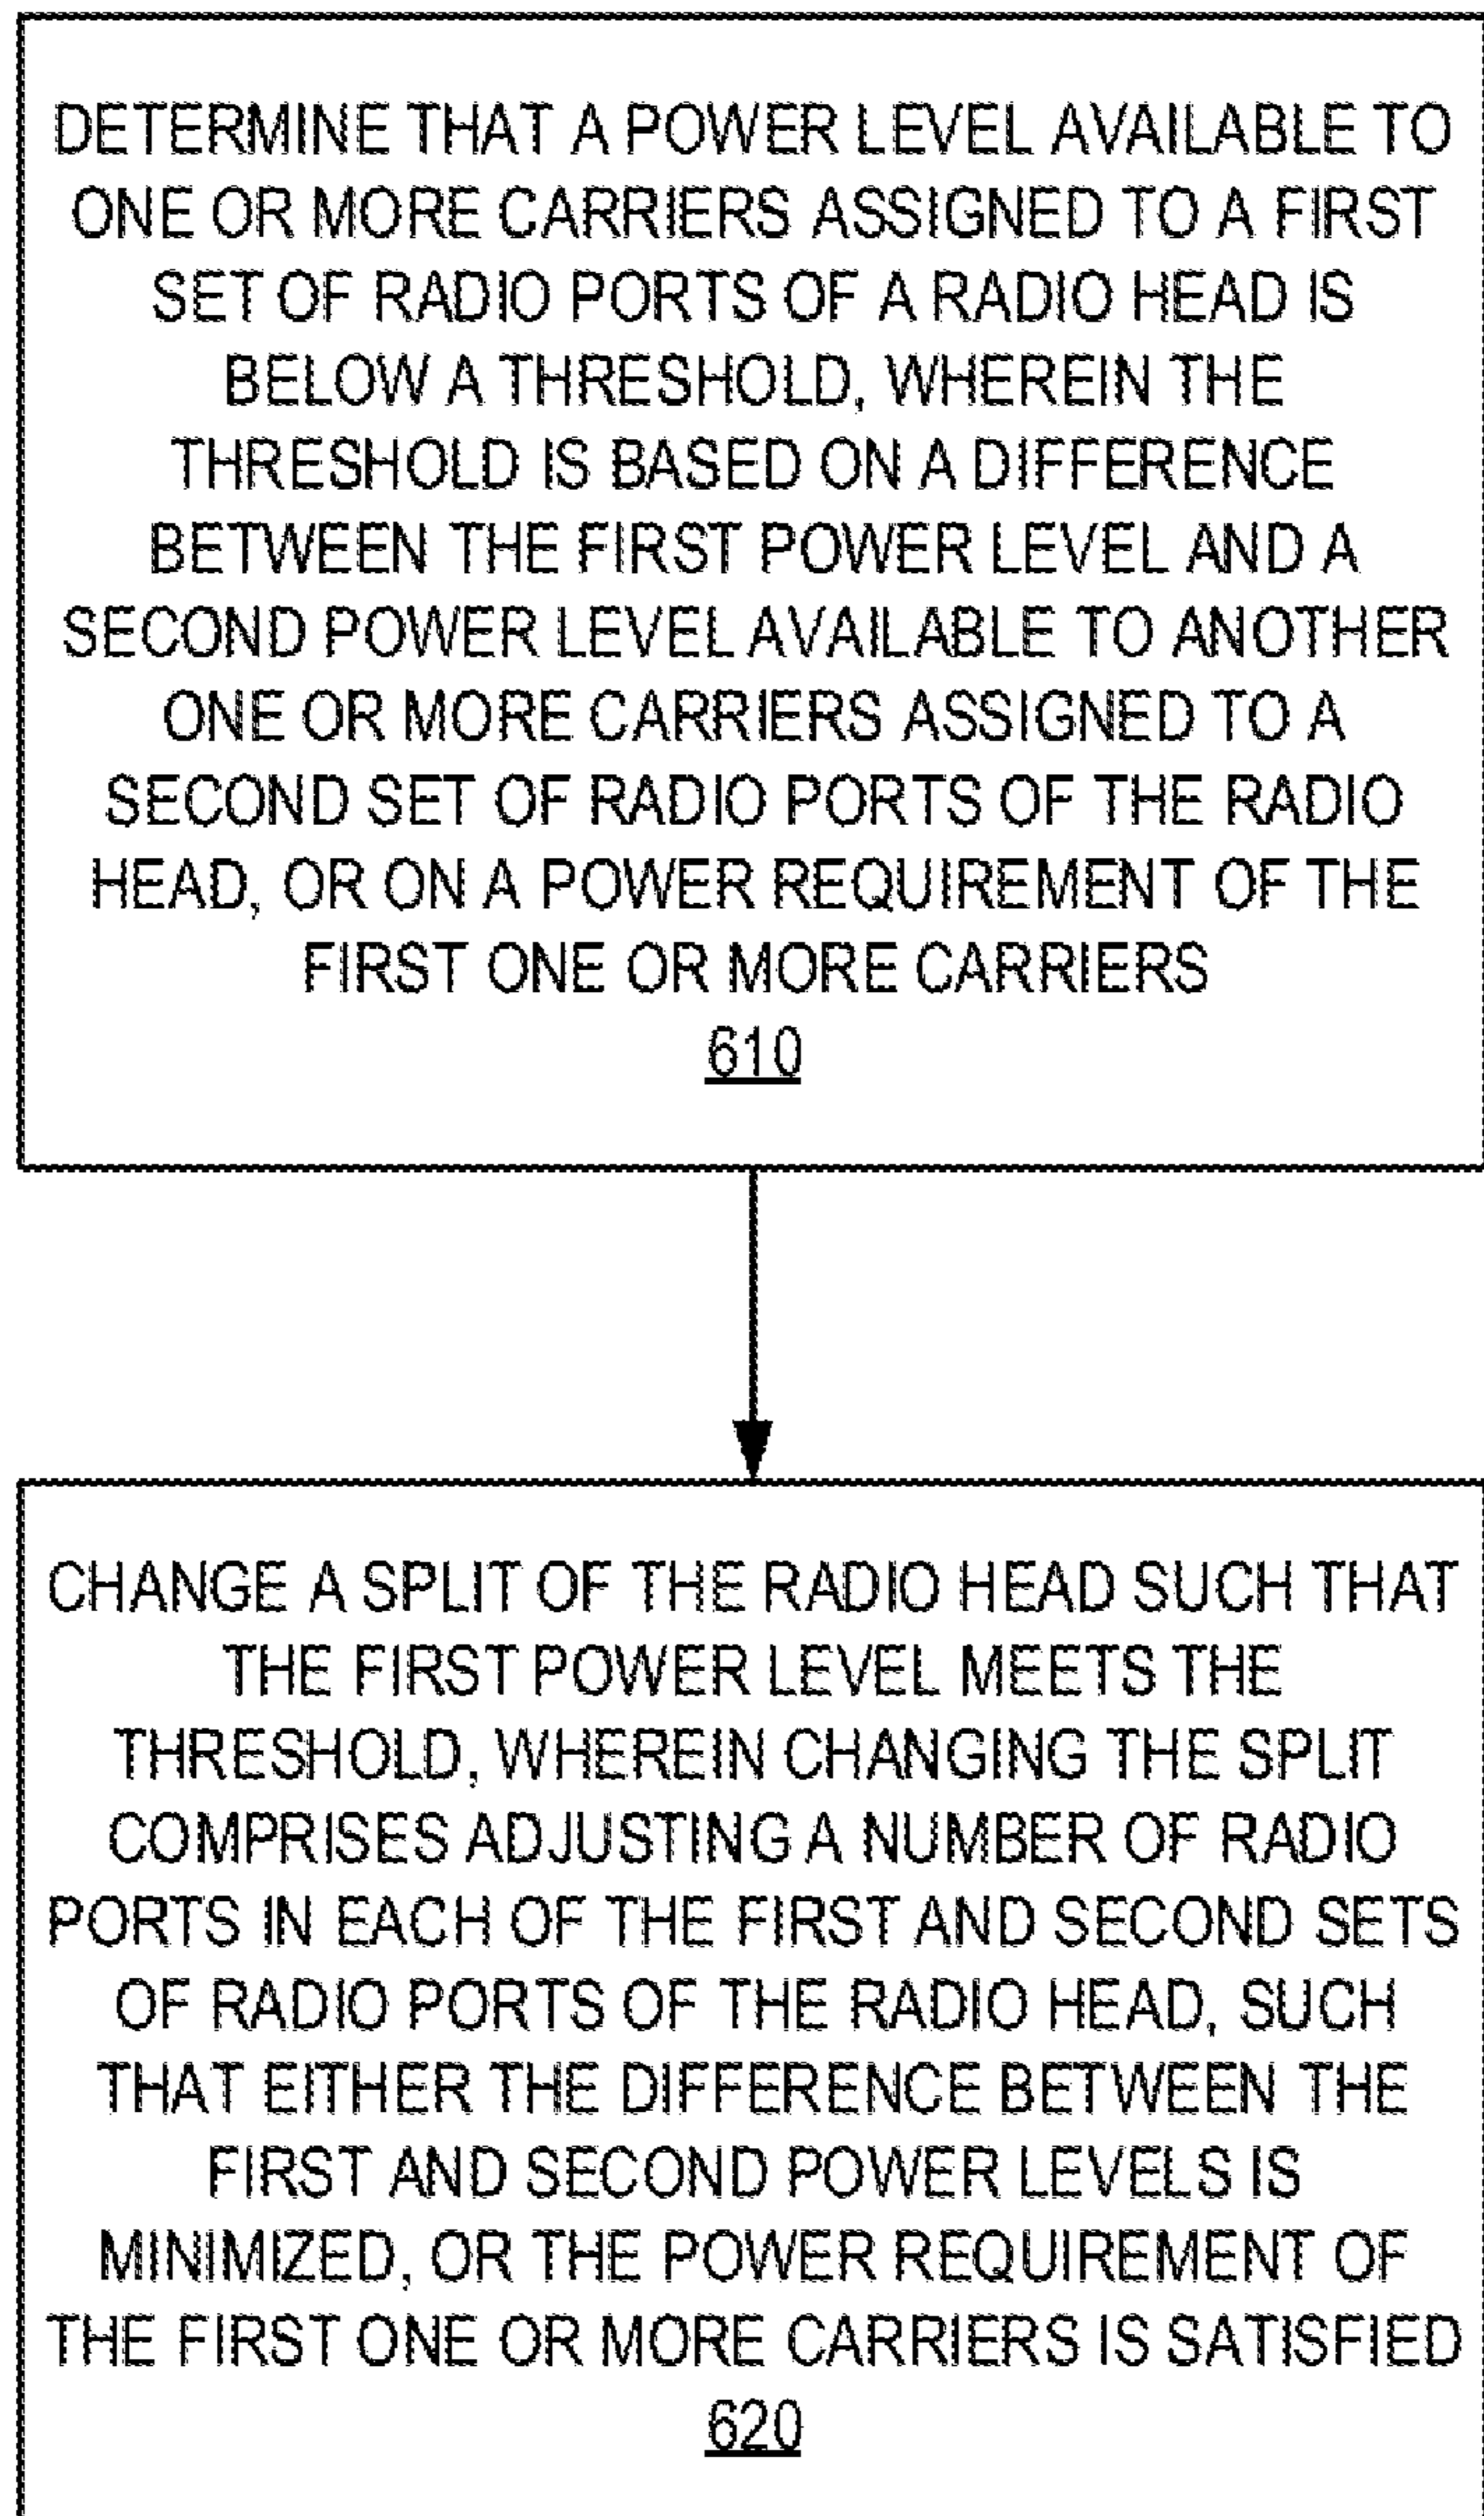 DETERMINE THAT A POWER LEVEL AVAILABLE TO
ONE OR MORE CARRIERS ASSIGNED TO A FIRST
SET OF RADIO PORTS OF A RADIO HEAD IS
BELOW A THRESHOLD, WHEREIN THE
THRESHOLD IS BASED ON A DIFFERENCE
BETWEEN THE FIRST POWER LEVEL AND A
SECOND POWER LEVEL AVAILABLE TO ANOTHER
ONE OR MORE CARRIERS ASSIGNED TO A
SECOND SET OF RADIO PORTS OF THE RADIO
HEAD, OR ON A POWER REQUIREMENT OF THE
FIRST ONE OR MORE CARRIERS
610
CHANGE A SPLIT OF THE RADIO HEAD SUCH THAT
THE FIRST POWER LEVEL MEETS THE
THRESHOLD, WHEREIN CHANGING THE SPLIT
COMPRISES ADJUSTING A NUMBER OF RADIO
PORTS IN EACH OF THE FIRST AND SECOND SETS
OF RADIO PORTS OF THE RADIO HEAD, SUCH
THAT EITHER THE DIFFERENCE BETWEEN THE
FIRST AND SECOND POWER LEVELS IS
MINIMIZED, OR THE POWER REQUIREMENT OF
THE FIRST ONE OR MORE CARRIERS IS SATISFIED
620